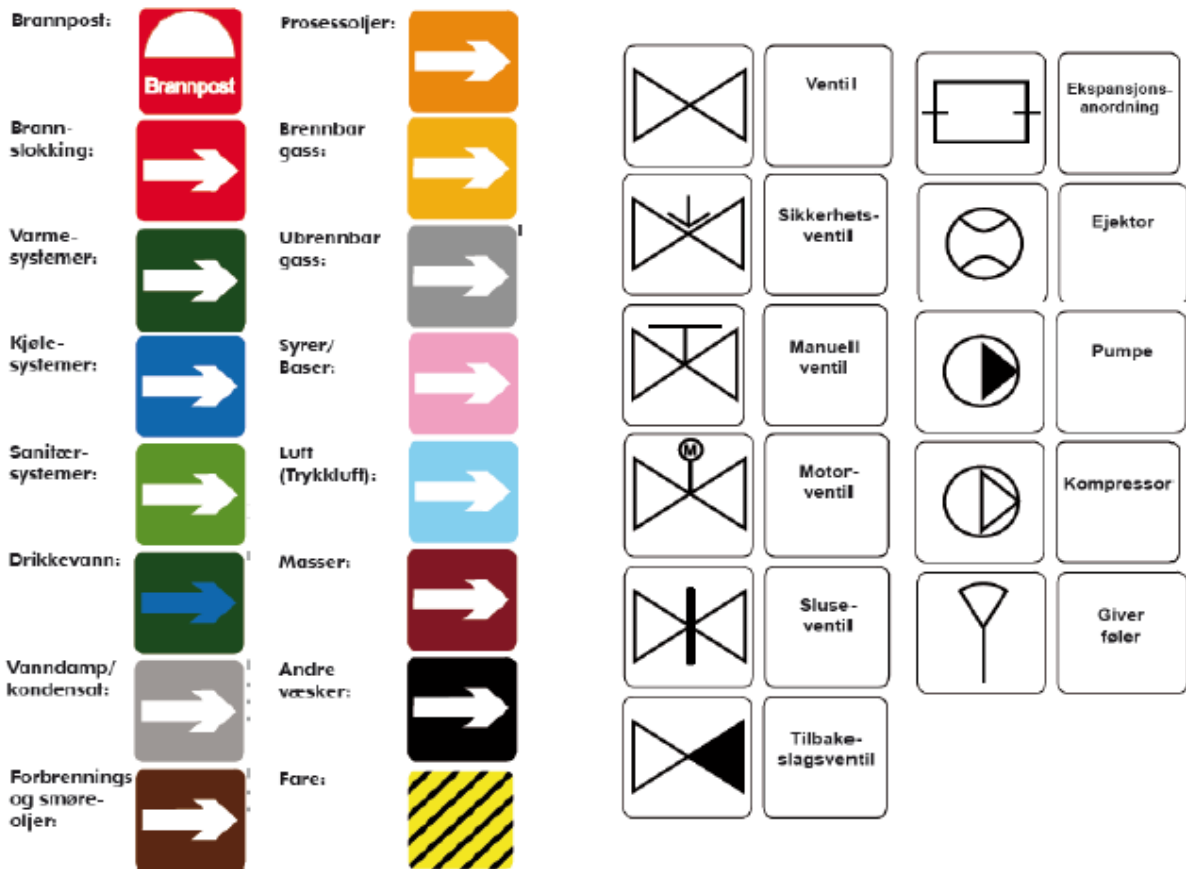 Brannpost:
Brannpost
Brann-
slokking:
Varme-
systemer:
Kjøle-
systemer:
Sanitær-
systemer:
Drikkevann:
Vanndamp/
kondensat:
Forbrennings
og smøre-
oljer:
Prosessoljer:
Brennbar
gass:
Ubrennbar
gass:
Syrer/
Baser:
Luft
(Trykkluft):
Masser:
Andre
væsker:
Fare:
Ventil
Sikkerhets-
ventil
Manuell
ventil
M
Motor-
ventil
Sluse-
ventil
Tilbake-
slagsventil
Ekspansjons-
anordning
Ejektor
Pumpe
Kompressor
Giver
føler